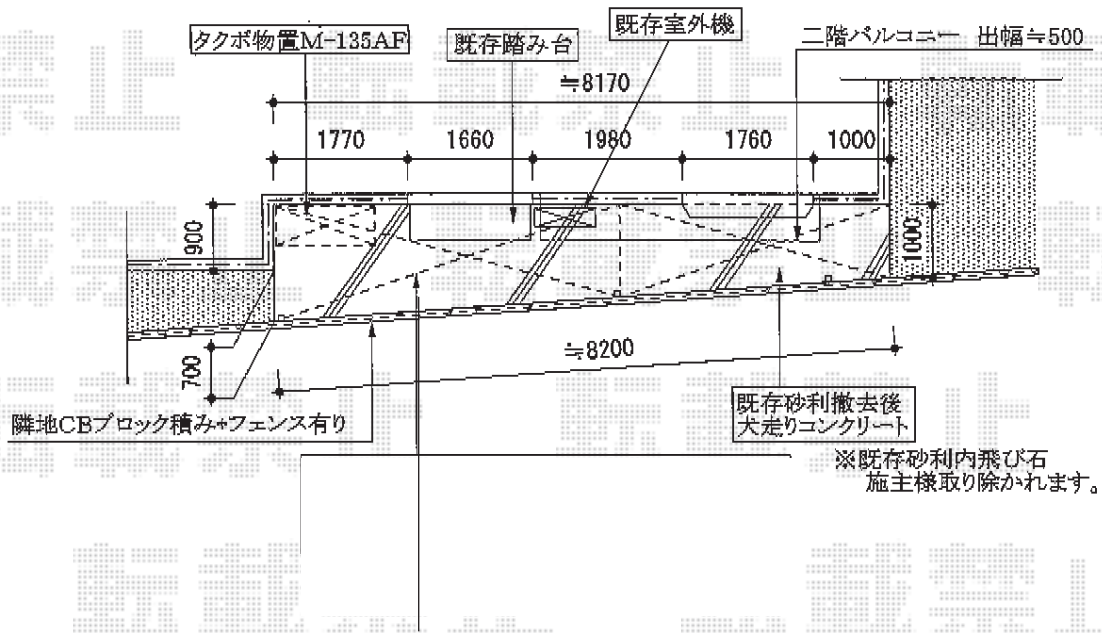 タクボ物置M-135AF
既存踏み台
既存室外機
二階バルコニー 出幅≒500
≒8170
1770
1660
1980
1760
1000
900
1000
≒8200
700
隣地CBブロック積み+フェンス有り
既存砂利撤去後
犬走りコンクリート
※既存砂利内飛び石
施主様取り除かれます。